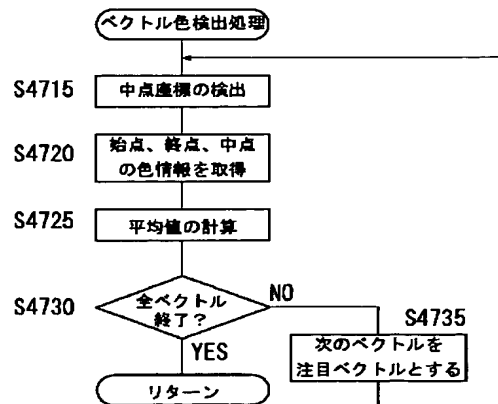 ベクトル色検出処理
S4715
中点座標の検出
S4720
始点、終点、中点
の色情報を取得
S4725
平均値の計算
S4730
全ベクトル
終了？
NO
YES
S4735
次のベクトルを
注目ベクトルとする
リターン